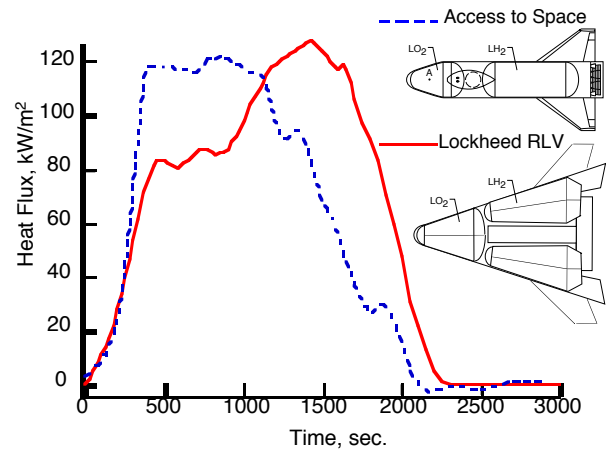 Access to Space
LO2
LH2
A
Lockheed RLV
LH2
LO2
Heat Flux, kW/m²
120
100
80
60
40
20
0
0 500 1000 1500 2000 2500 3000
Time, sec.